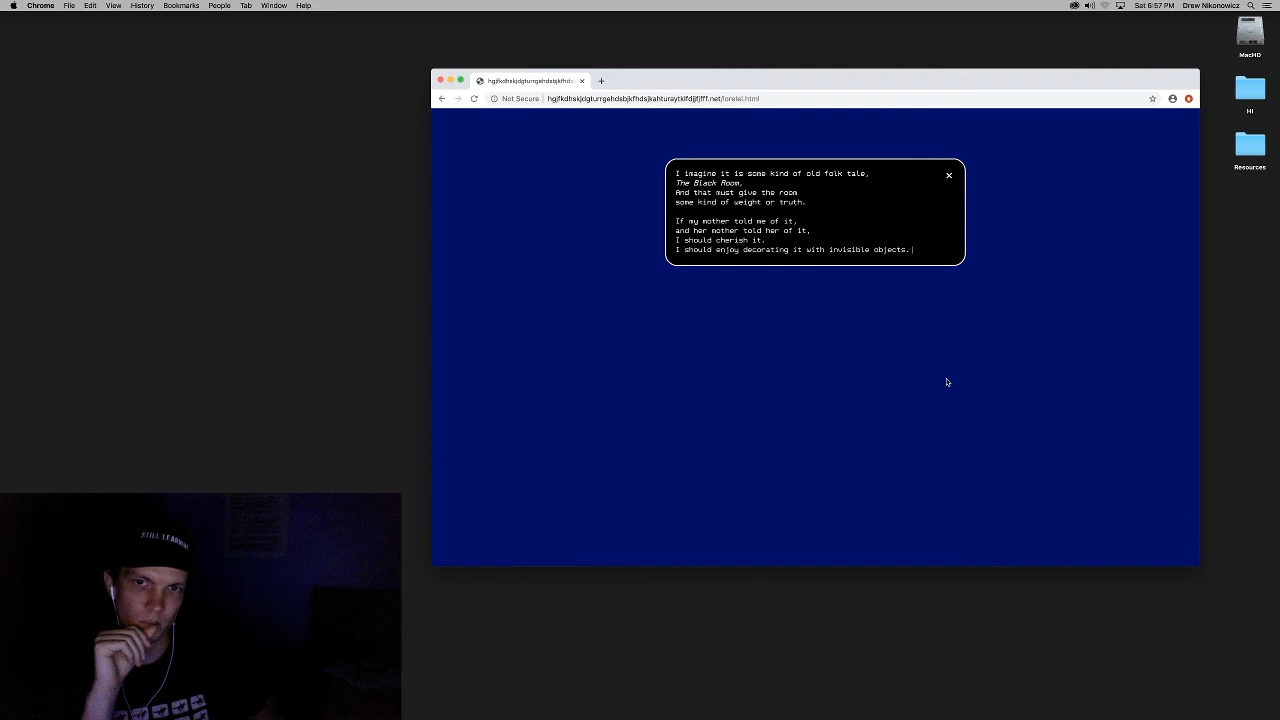 Chrome File Edit View History Bookmarks People Tab Window Help
Sat 6:57 PM Drew Nikonowicz
MacHD
HI
Resources
Not Secure
I imagine it is some kind of old folk tale,
The Black Room,
And that must give the room
some kind of weight or truth.
If my mother told me of it,
and her mother told her of it,
I should cherish it.
I should enjoy decorating it with invisible objects.
STILL LEARNING